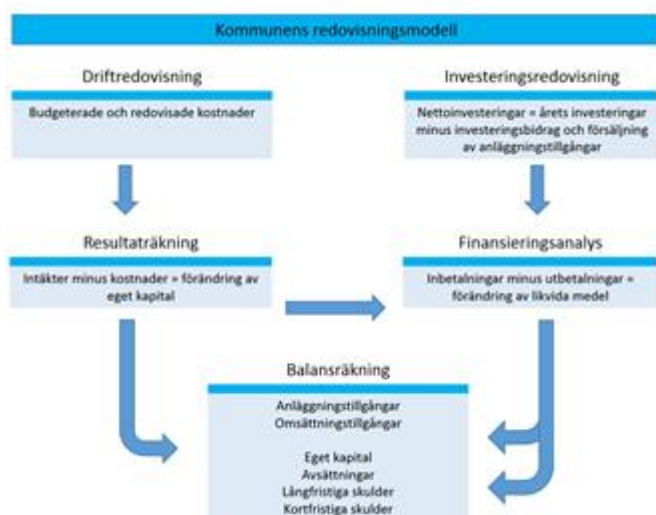 Kommunens redovisningsmodell
Driftredovisning
Budgeterade och redovisade kostnader
Investeringsredovisning
Nettoinvesteringar = årets investeringar
minus investeringsbidrag och försäljning
av anläggningstillgångar
Resultaträkning
Intäkter minus kostnader = förändring av
eget kapital
Finansieringsanalys
Inbetalningar minus utbetalningar =
förändring av likvida medel
Balansräkning
Anläggningstillgångar
Omsättningstillgångar
Eget kapital
Avsättningar
Långfristiga skulder
Kortfristiga skulder